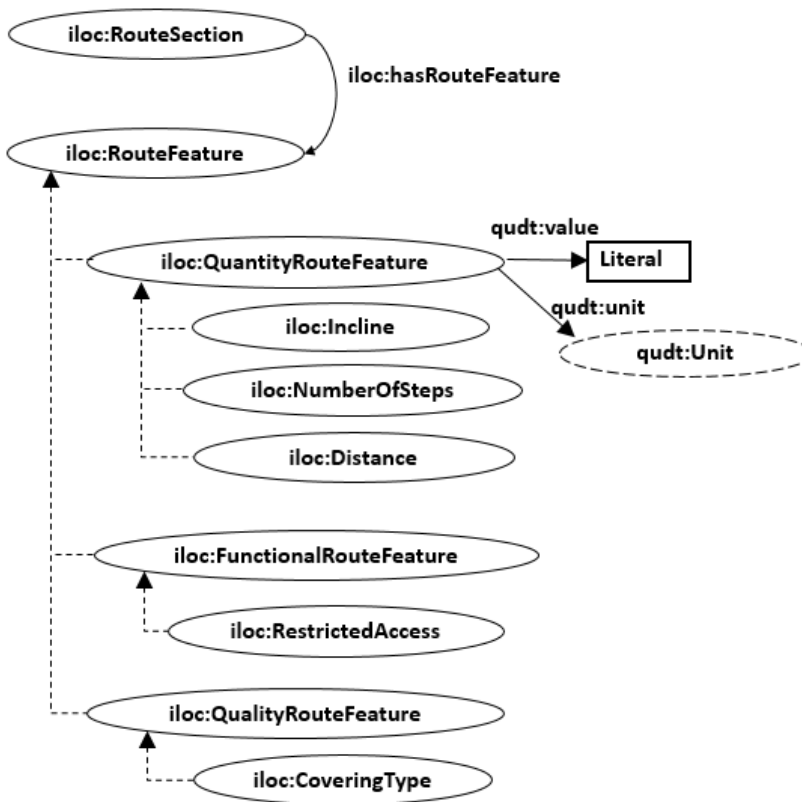 iloc:RouteSection
iloc:hasRouteFeature
iloc:RouteFeature
qudt:value
iloc:QuantityRouteFeature
Literal
qudt:unit
iloc:Incline
qudt:Unit
iloc:NumberOfSteps
iloc:Distance
iloc:FunctionalRouteFeature
iloc:RestrictedAccess
iloc:QualityRouteFeature
iloc:CoveringType